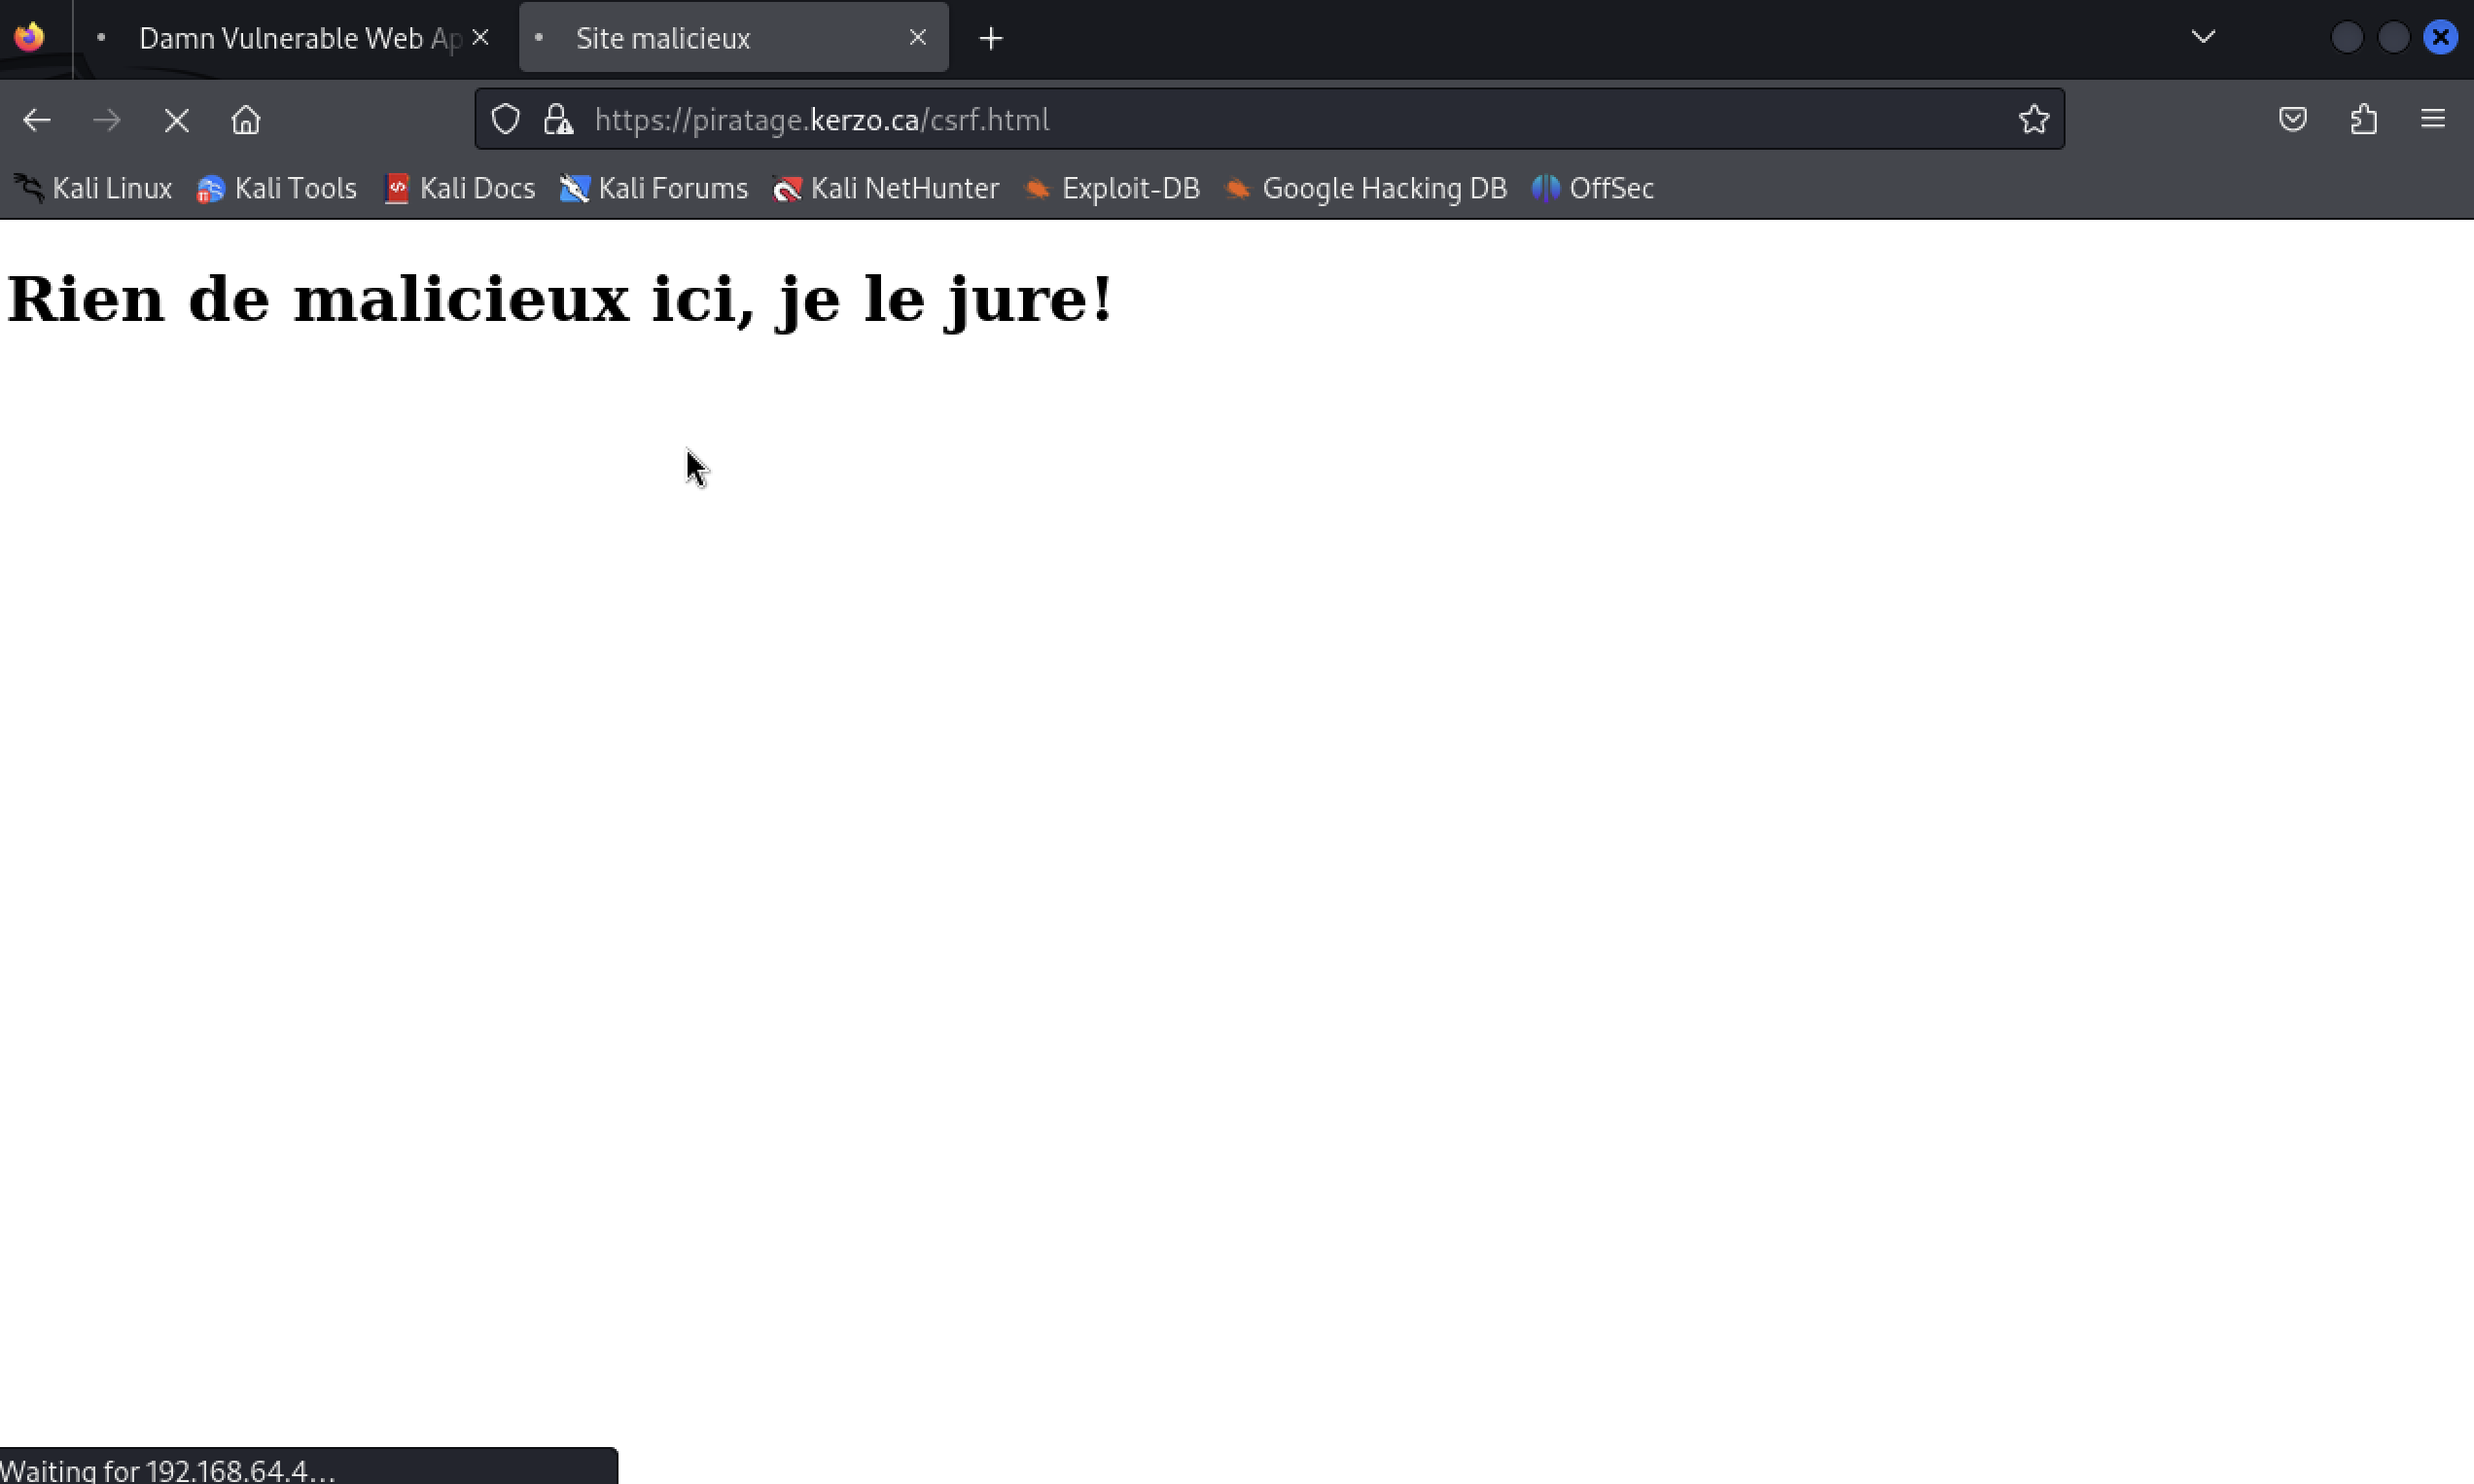 Damn Vulnerable Web Ap
Site malicieux
https://piratage.kerzo.ca/csrf.html
Kali Linux Kali Tools Kali Docs Kali Forums Kali NetHunter Exploit-DB Google Hacking DB OffSec
Rien de malicieux ici, je le jure!
Waiting for 192.168.64.4...